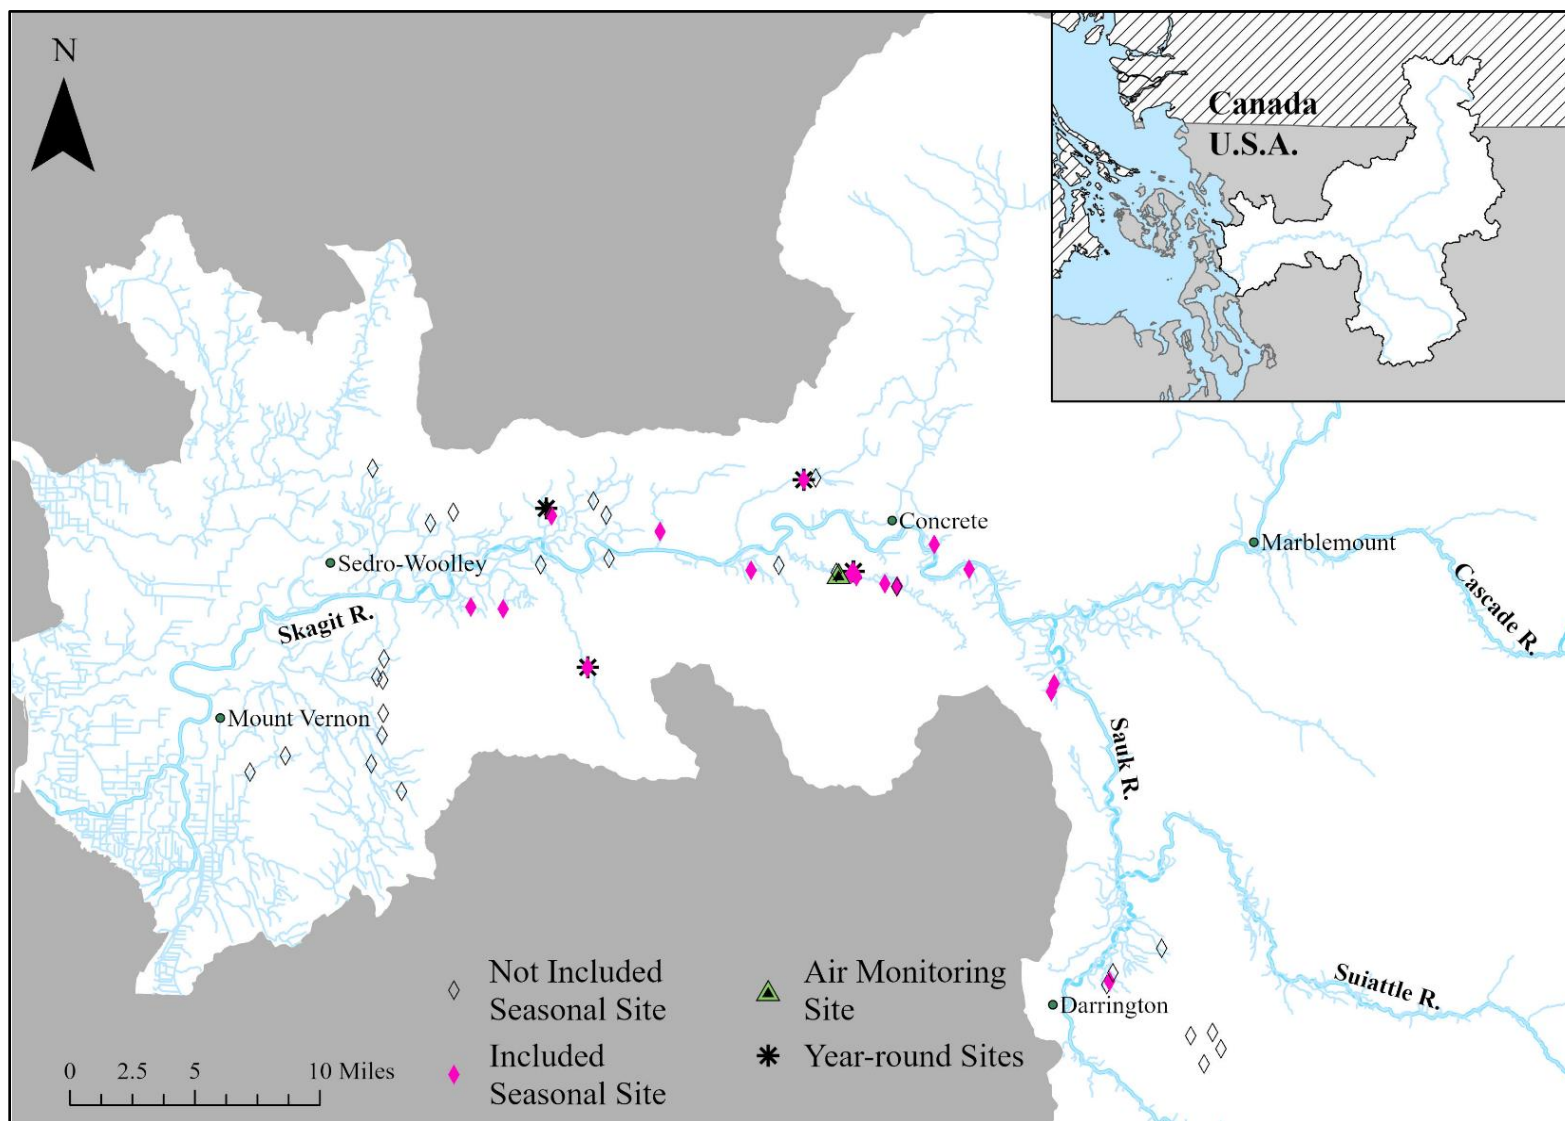 N
Canada
U.S.A.
Concrete
Marblemount
Sedro-Woolley
Skagit R.
Cascade R.
Mount Vernon
Sauk R.
Suiattle R.
Darrington
Not Included
Seasonal Site
Included
Seasonal Site
Air Monitoring
Site
Year-round Sites
0 2.5 5 10 Miles